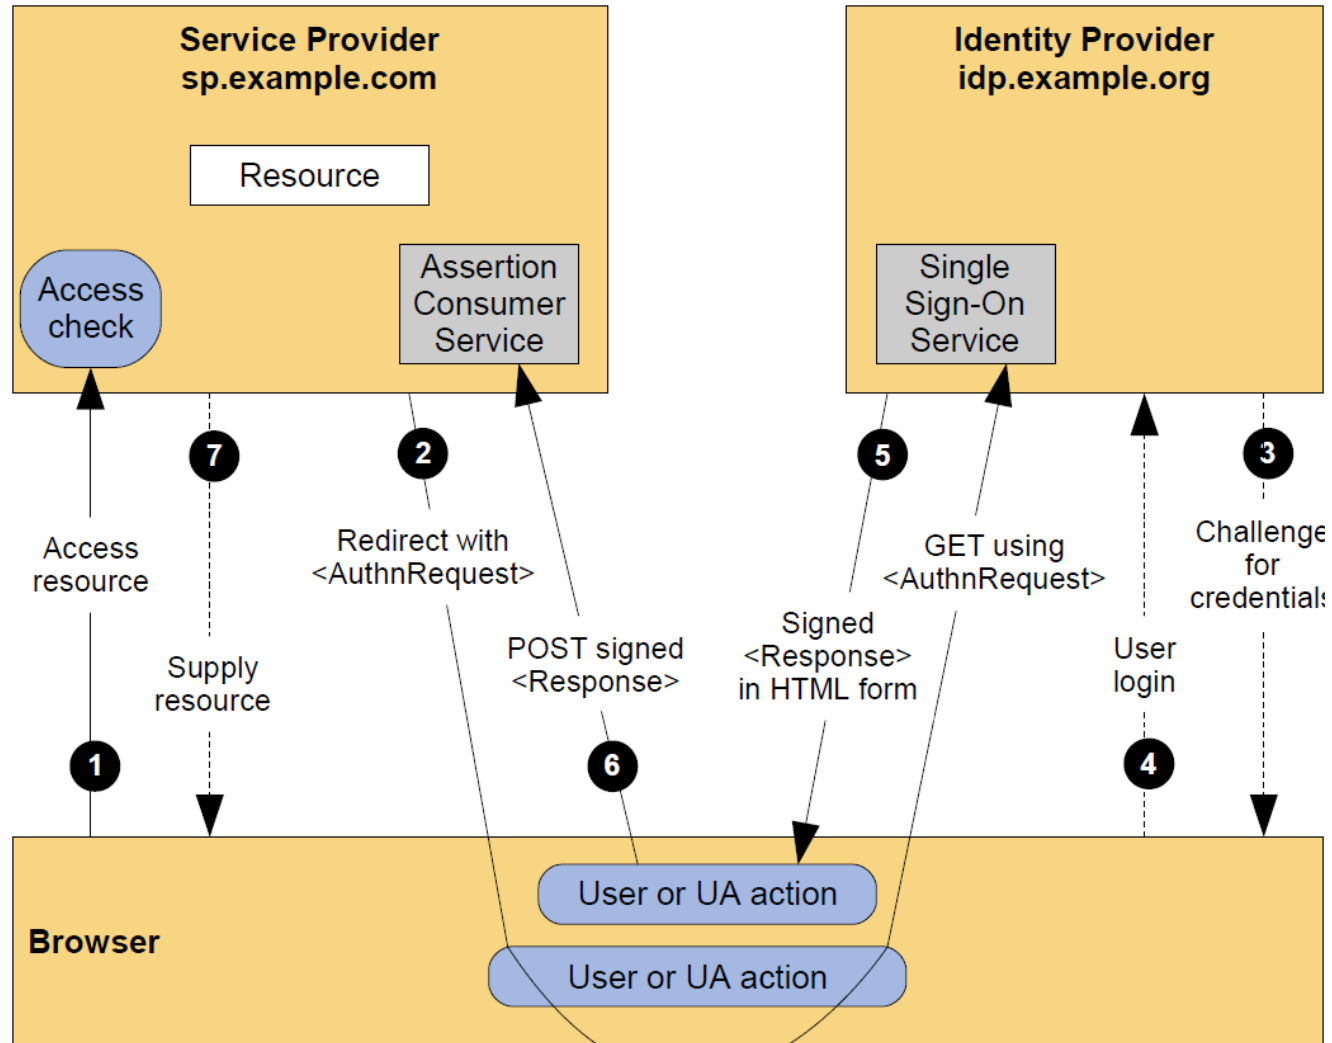 Service Provider
sp.example.com
Identity Provider
idp.example.org
Resource
Access
check
Assertion
Consumer
Service
Single
Sign-On
Service
7
2
5
3
Access
resource
Redirect with
<AuthnRequest>
GET using
<AuthnRequest>
Challenge
for
credentials
Supply
resource
POST signed
<Response>
Signed
<Response>
in HTML form
User
login
1
6
4
User or UA action
Browser
User or UA action